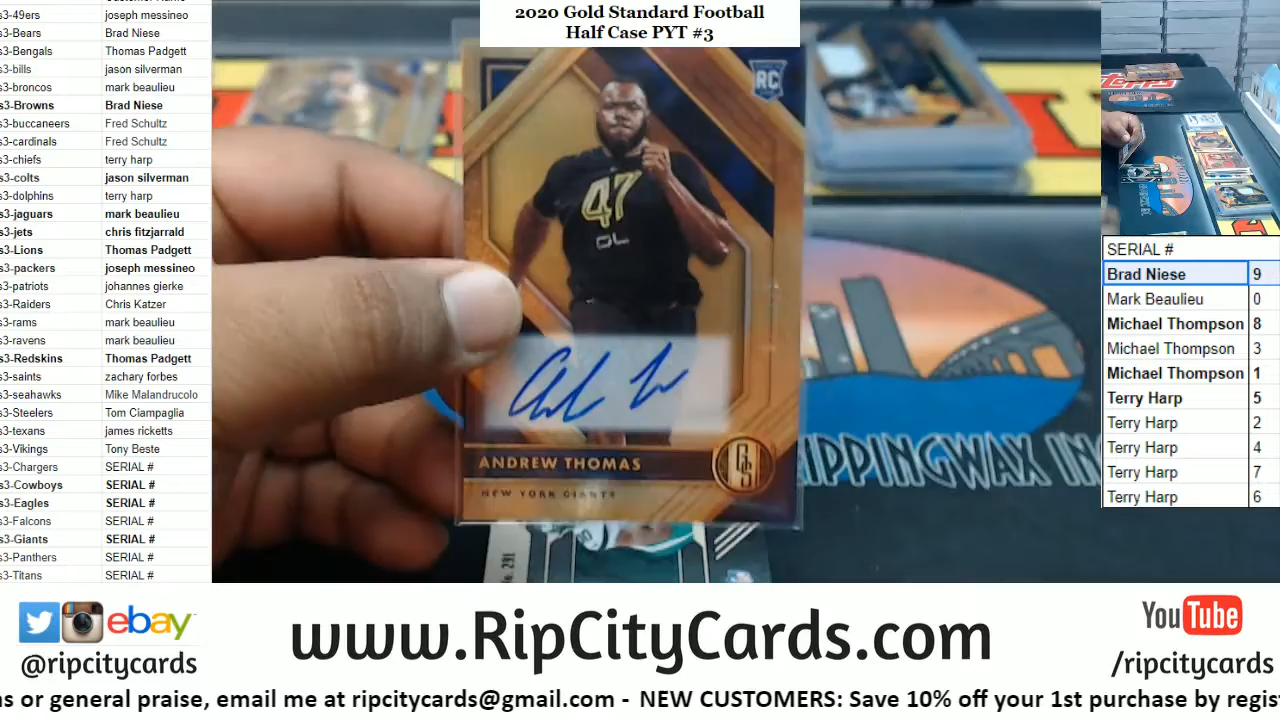 s3-49ers joseph messineo
s3-Bears Brad Niese
s3-Bengals Thomas Padgett
s3-bills jason silverman
s3-broncos mark beaulieu
s3-Browns Brad Niese
s3-buccaneers Fred Schultz
s3-cardinals Fred Schultz
s3-chiefs terry harp
s3-colts jason silverman
s3-dolphins terry harp
s3-jaguars mark beaulieu
s3-jets chris fitzjarrald
s3-Lions Thomas Padgett
s3-packers joseph messineo
s3-patriots johannes gierke
s3-Raiders Chris Katzer
s3-rams mark beaulieu
s3-ravens mark beaulieu
s3-Redskins Thomas Padgett
s3-saints zachary forbes
s3-seahawks Mike Malandrucolo
s3-Steelers Tom Ciampaglia
s3-texans james ricketts
s3-Vikings Tony Beste
s3-Chargers SERIAL #
s3-Cowboys SERIAL #
s3-Eagles SERIAL #
s3-Falcons SERIAL #
s3-Giants SERIAL #
s3-Panthers SERIAL #
s3-Titans SERIAL #
2020 Gold Standard Football
Half Case PYT #3
RC
47
OL
ANDREW THOMAS
NEW YORK GIANTS
GS
No. 291
RIPPINGWAX IN
SERIAL #
Brad Niese 9
Mark Beaulieu 0
Michael Thompson 8
Michael Thompson 3
Michael Thompson 1
Terry Harp 5
Terry Harp 2
Terry Harp 4
Terry Harp 7
Terry Harp 6
ebay
@ripcitycards
www.RipCityCards.com
YouTube
/ripcitycards
ns or general praise, email me at ripcitycards@gmail.com - NEW CUSTOMERS: Save 10% off your 1st purchase by regis